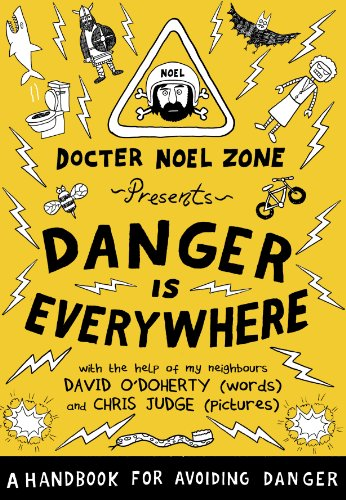 NOEL
DOCTER NOEL ZONE
Presents
DANGER
IS
EVERYWHERE
with the help of my neighbours
DAVID O'DOHERTY (words)
and CHRIS JUDGE (pictures)
A HANDBOOK FOR AVOIDING DANGER